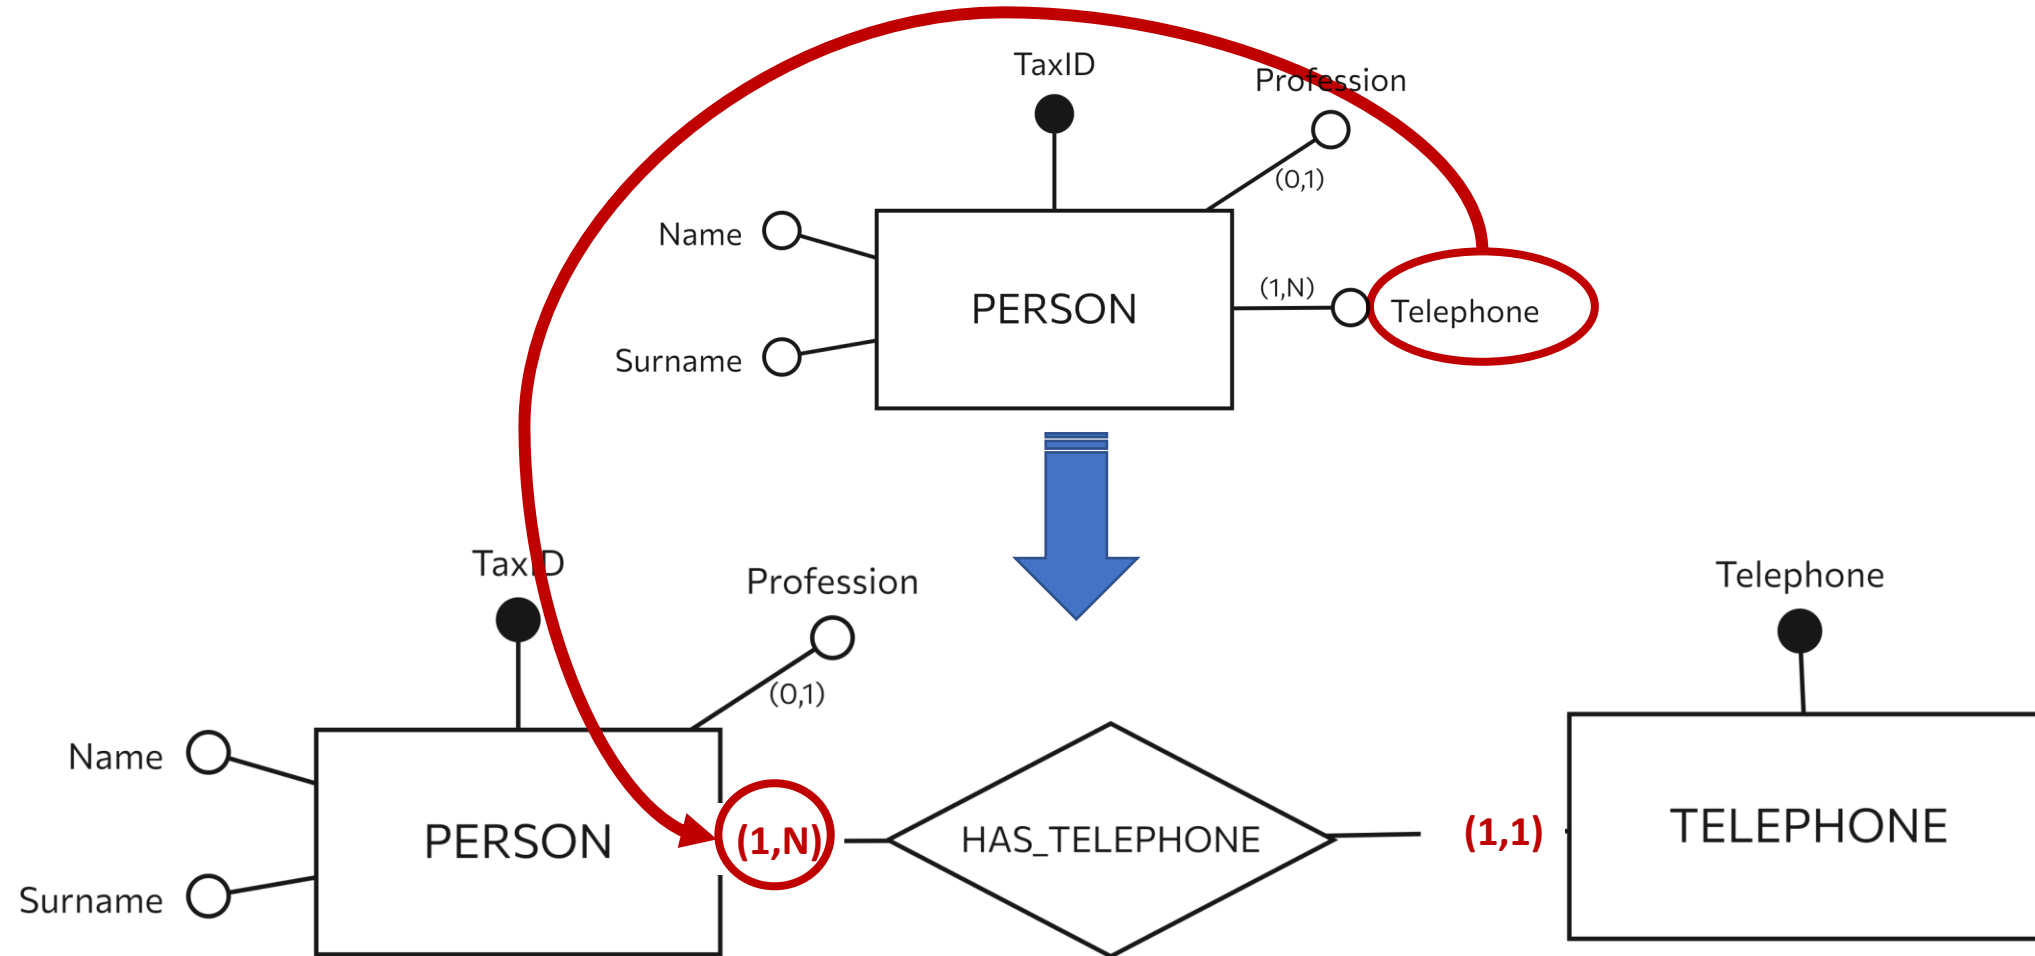 TaxID
Profession
(0,1)
Name
(1,N)
PERSON
Telephone
Surname
TaxID
Profession
Telephone
(0,1)
Name
PERSON
(1,N)
HAS_TELEPHONE
(1,1)
TELEPHONE
Surname